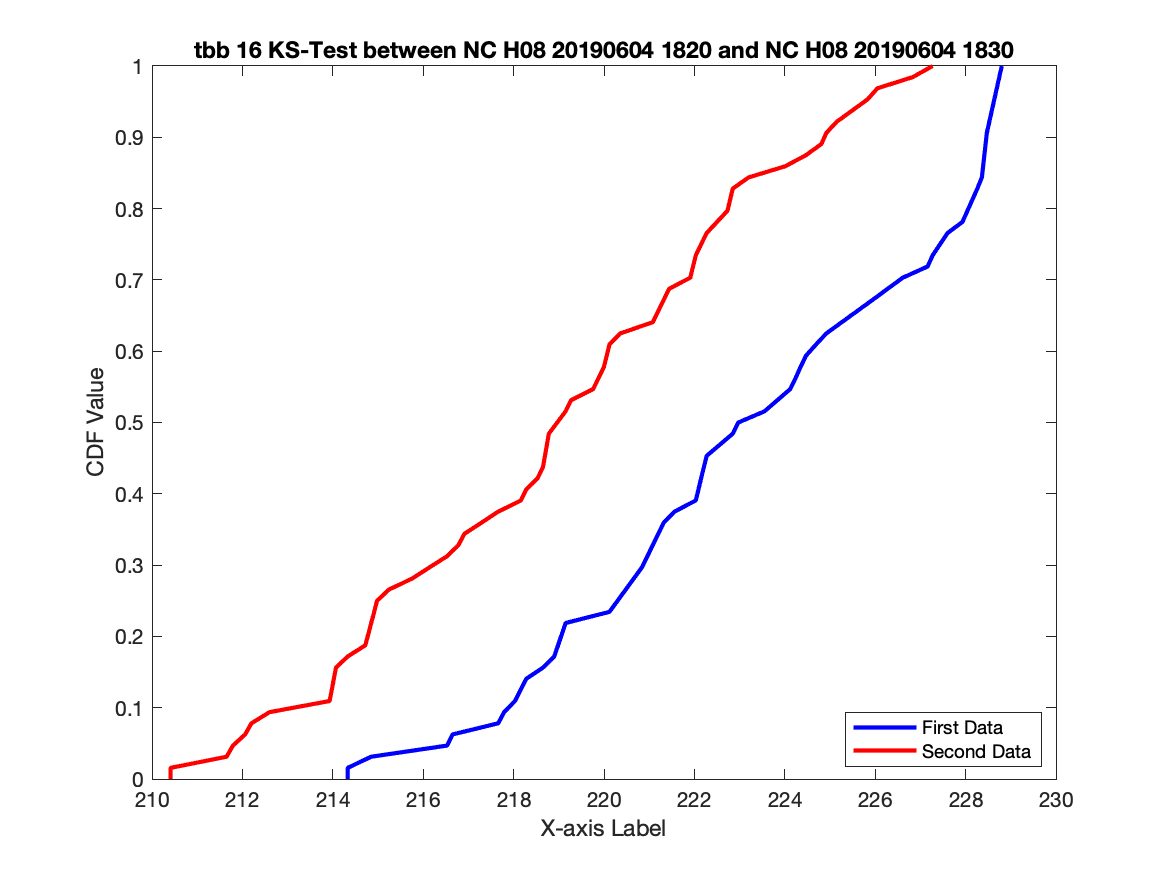 tbb 16 KS-Test between NC H08 20190604 1820 and NC H08 20190604 1830
1
0.9
0.8
0.7
0.6
0.5
0.4
0.3
0.2
0.1
0
CDF Value
First Data
Second Data
210 212 214 216 218 220 222 224 226 228 230
X-axis Label